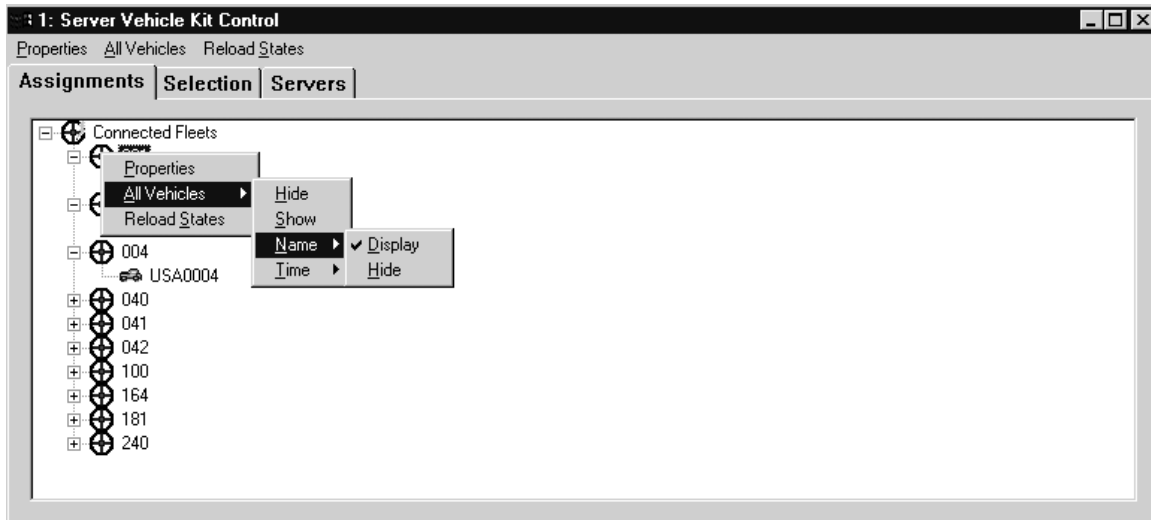 1: Server Vehicle Kit Control
Properties All Vehicles Reload States
Assignments Selection Servers
Connected Fleets
Properties
All Vehicles Hide
Reload States Show
004 Name Display
USA0004 Time Hide
040
041
042
100
164
181
240